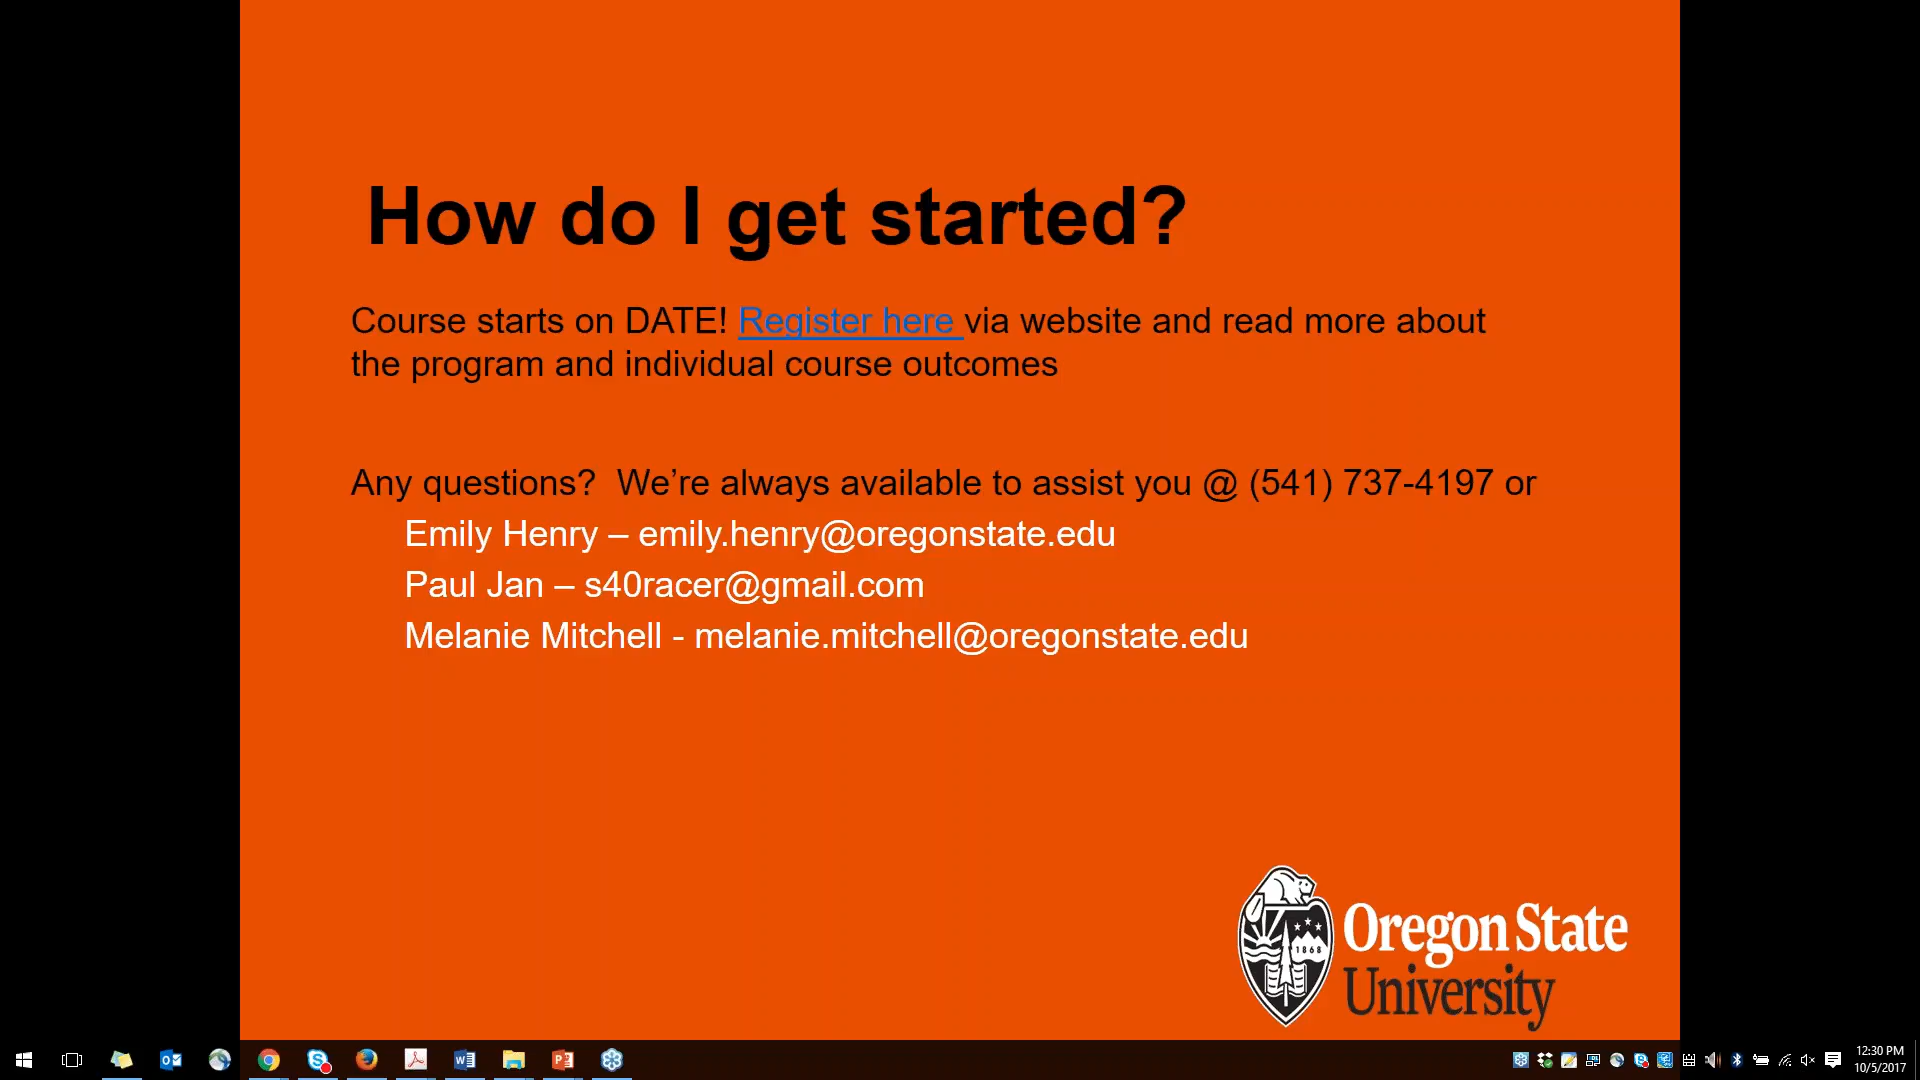 How do I get started?
Course starts on DATE! Register here via website and read more about
the program and individual course outcomes
Any questions?  We’re always available to assist you @ (541) 737-4197 or
Emily Henry – emily.henry@oregonstate.edu
Paul Jan – s40racer@gmail.com
Melanie Mitchell - melanie.mitchell@oregonstate.edu
1868
Oregon State
University
12:30 PM
10/5/2017